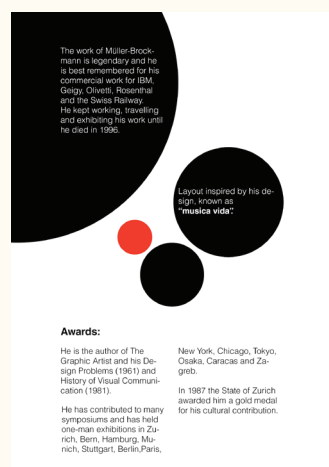 The work of Müller-Brock-
mann is legendary and he
is best remembered for his
commercial work for IBM,
Geigy, Olivetti, Rosenthal
and the Swiss Railway.
He kept working, travelling
and exhibiting his work until
he died in 1996.
Layout inspired by his de-
sign, known as
“musica vida”.
Awards:
He is the author of The
Graphic Artist and his De-
sign Problems (1961) and
History of Visual Communi-
cation (1981).
He has contributed to many
symposiums and has held
one-man exhibitions in Zu-
rich, Bern, Hamburg, Mu-
nich, Stuttgart, Berlin,Paris,
New York, Chicago, Tokyo,
Osaka, Caracas and Za-
greb.
In 1987 the State of Zurich
awarded him a gold medal
for his cultural contribution.